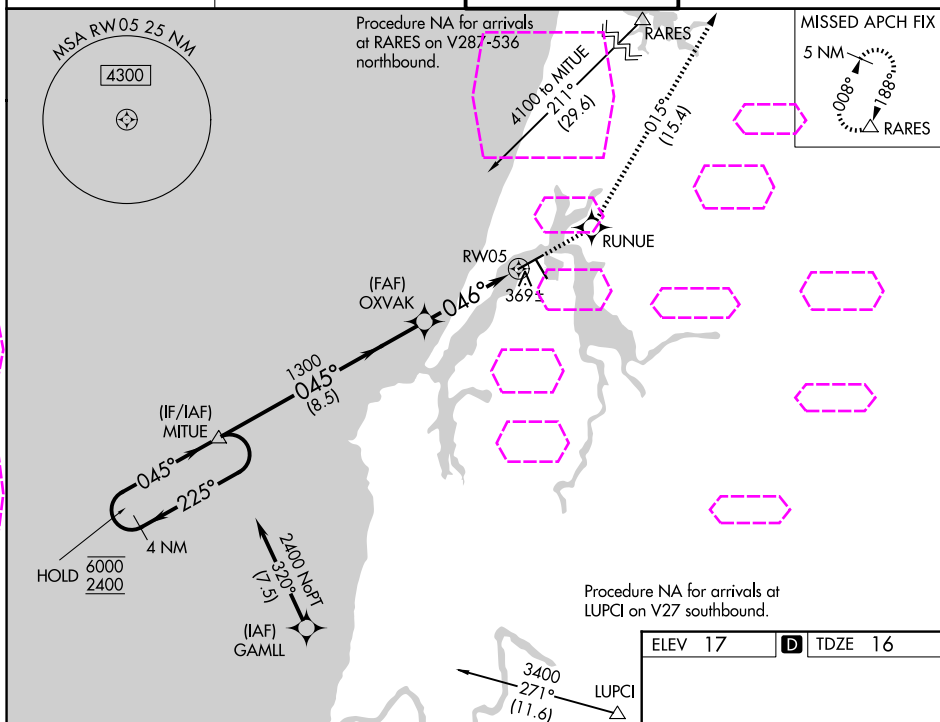 MSA RW05 25 NM
4300
Procedure NA for arrivals
at RARES on V287-536
northbound.
RARES
4100 to MITUE
211°
(29.6)
015°
(15.4)
MISSED APCH FIX
5 NM
008°
188°
RARES
RUNUE
RW05
369±
(FAF)
OXVAK
046°
1300
045°
(8.5)
(IF/IAF)
MITUE
045°
225°
4 NM
HOLD
6000
2400
2400 NoPT
320°
(7.5)
(IAF)
GAMLL
Procedure NA for arrivals at
LUPCI on V27 southbound.
3400
271°
(11.6)
LUPCI
ELEV 17
D
TDZE 16